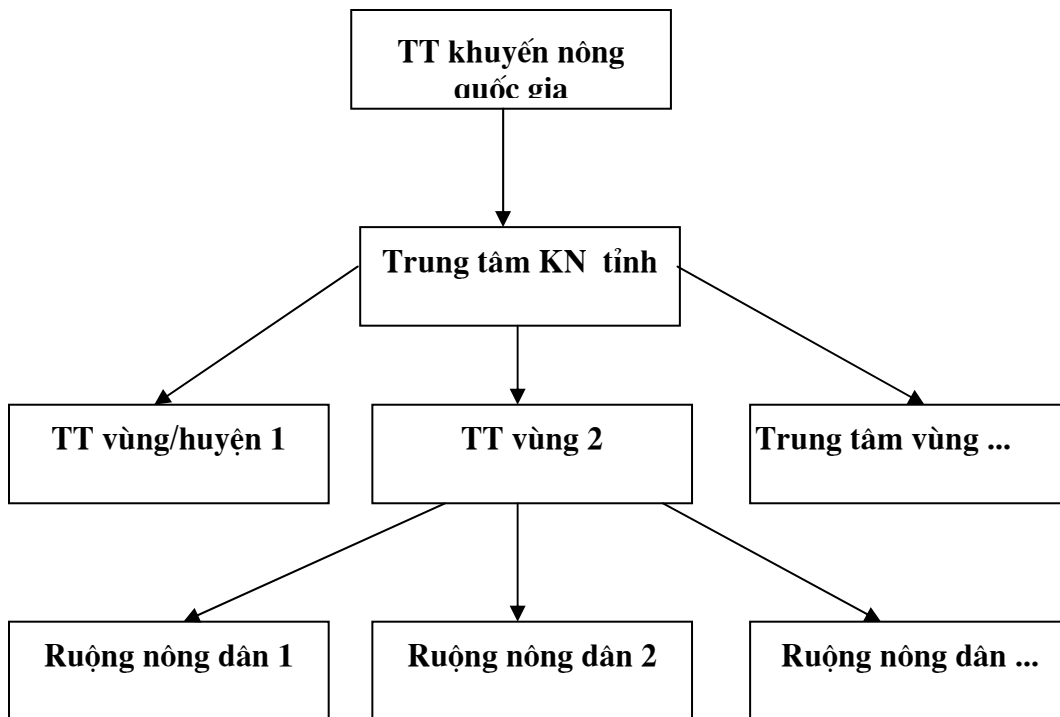 TT khuyến nông
quốc gia
Trung tâm KN tỉnh
TT vùng/huyện 1
TT vùng 2
Trung tâm vùng ...
Ruộng nông dân 1
Ruộng nông dân 2
Ruộng nông dân ...